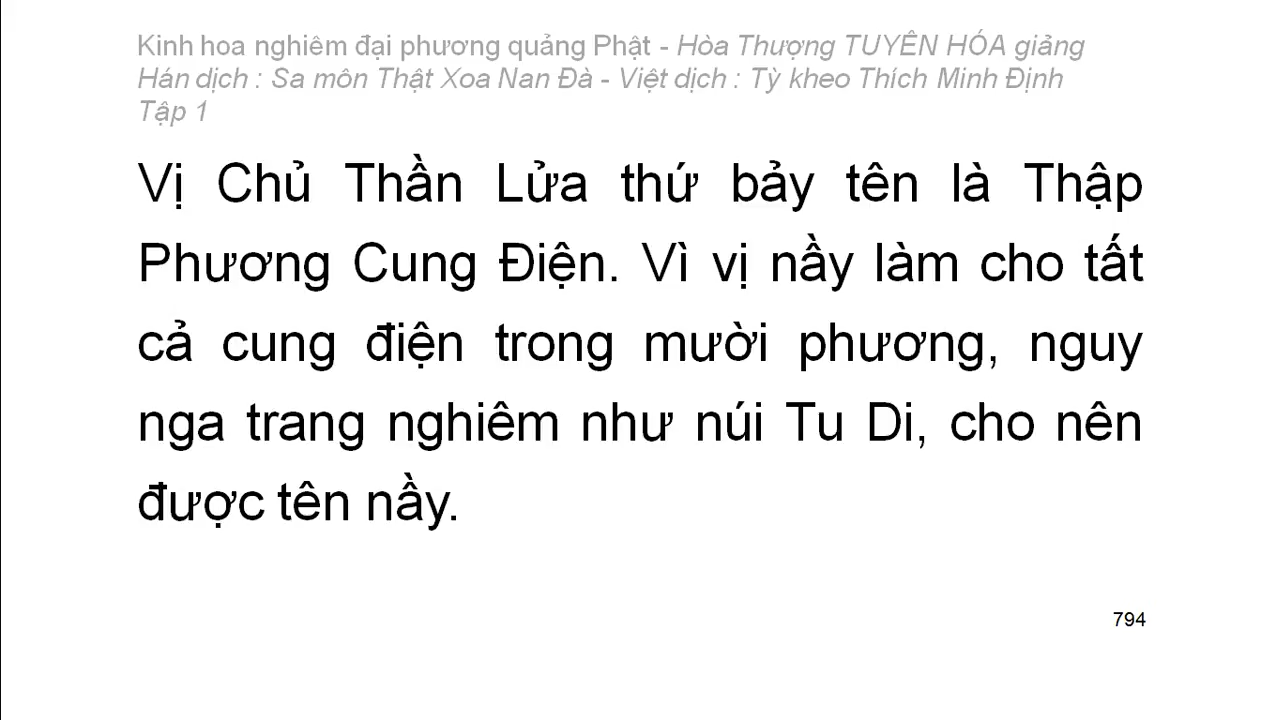 Kinh hoa nghiêm đại phương quảng Phật - Hòa Thượng TUYÊN HÓA giảng
Hán dịch : Sa môn Thật Xoa Nan Đà - Việt dịch : Tỳ kheo Thích Minh Định
Tập 1
Vị Chủ Thần Lửa thứ bảy tên là Thập
Phương Cung Điện. Vì vị nầy làm cho tất
cả cung điện trong mười phương, nguy
nga trang nghiêm như núi Tu Di, cho nên
được tên nầy.
794